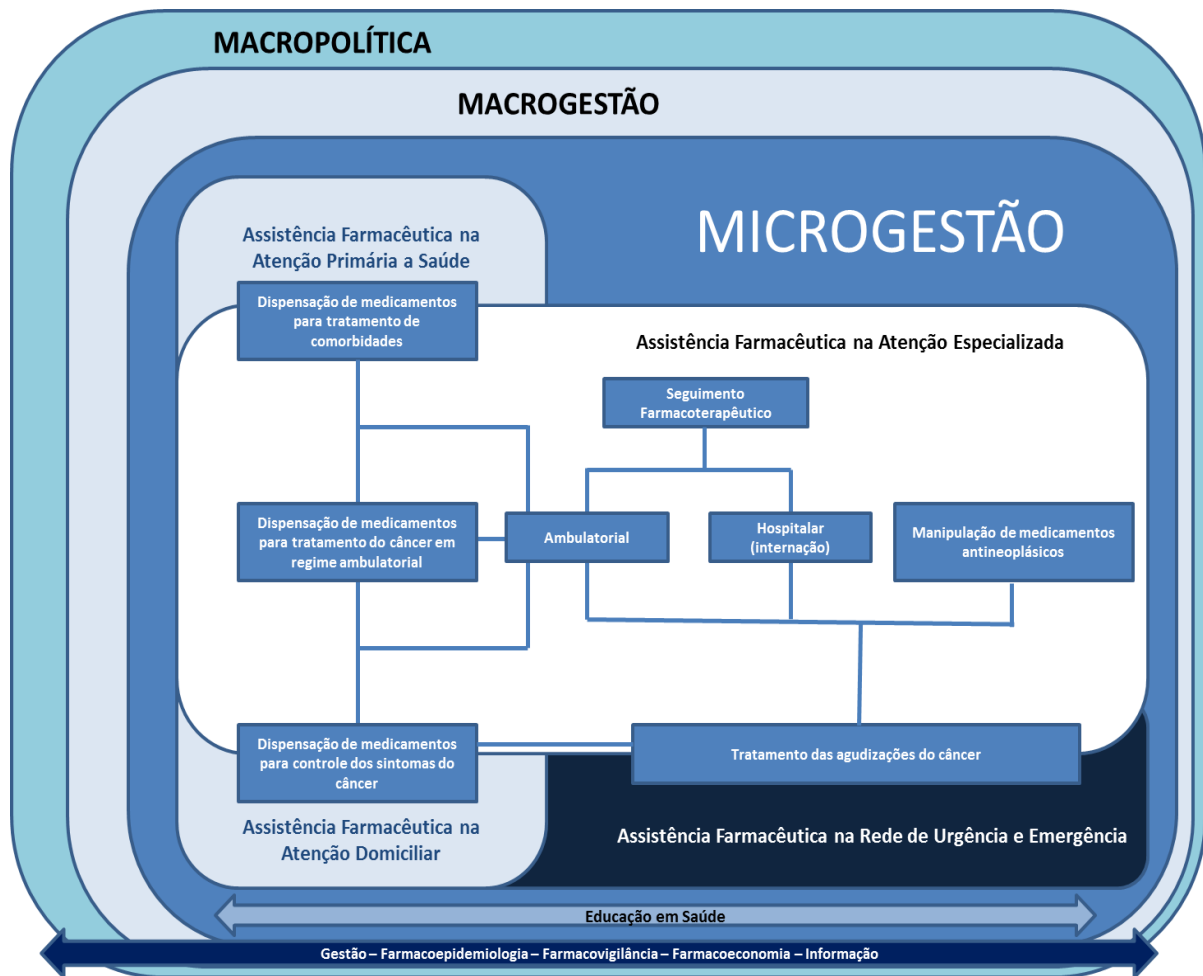 MACROPOLÍTICA
MACROGESTÃO
MICROGESTÃO
Assistência Farmacêutica na
Atenção Primária a Saúde
Dispensação de medicamentos
para tratamento de
comorbidades
Assistência Farmacêutica na Atenção Especializada
Seguimento
Farmacoterapêutico
Dispensação de medicamentos
para tratamento do câncer em
regime ambulatorial
Ambulatorial
Hospitalar
(internação)
Manipulação de medicamentos
antineoplásicos
Dispensação de medicamentos
para controle dos sintomas do
câncer
Tratamento das agudizações do câncer
Assistência Farmacêutica na
Atenção Domiciliar
Assistência Farmacêutica na Rede de Urgência e Emergência
Educação em Saúde
Gestão – Farmacoepidemiologia – Farmacovigilância – Farmacoeconomia – Informação